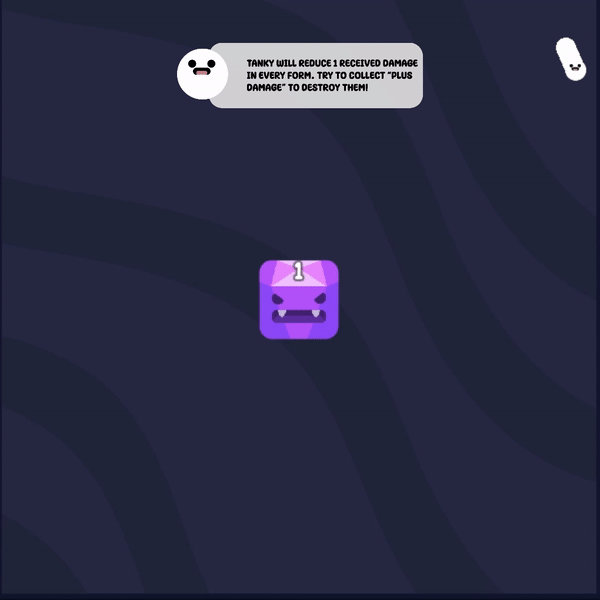 TANKY WILL REDUCE 1 RECEIVED DAMAGE
IN EVERY FORM. TRY TO COLLECT "PLUS
DAMAGE" TO DESTROY THEM!
1